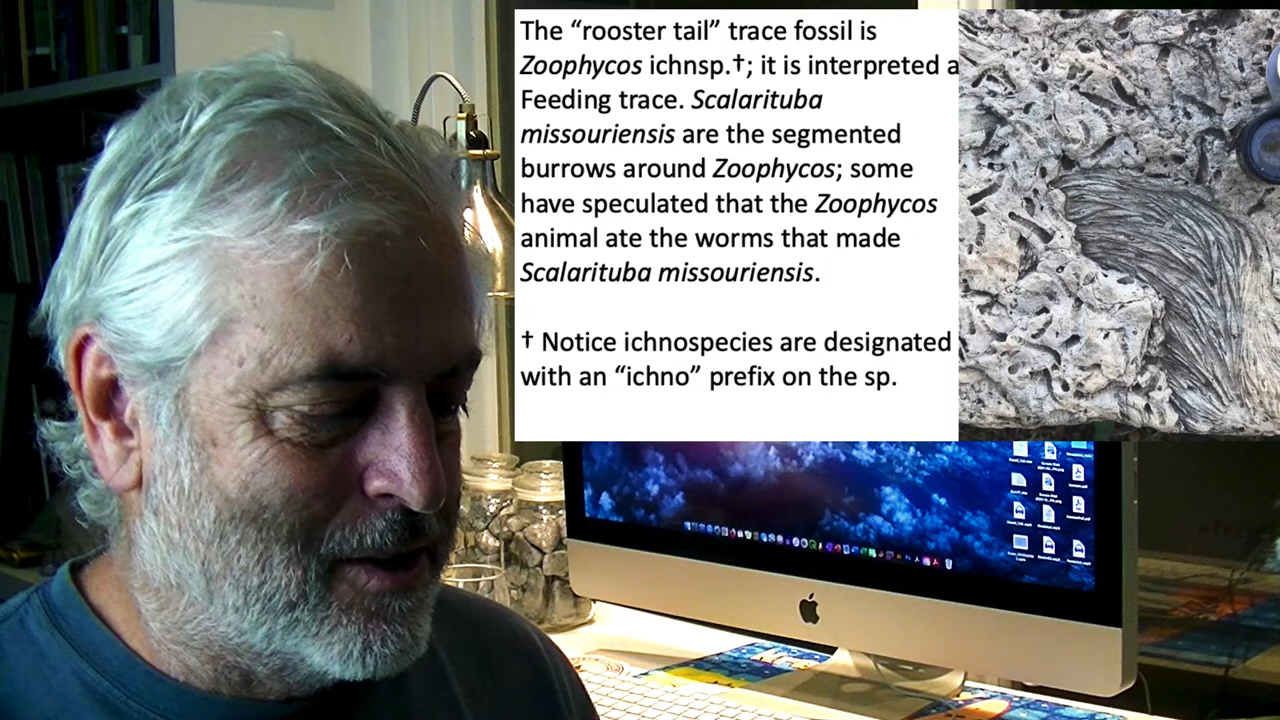 The “rooster tail” trace fossil is
Zoophycos ichnsp.†; it is interpreted a
Feeding trace. Scalarituba
missouriensis are the segmented
burrows around Zoophycos; some
have speculated that the Zoophycos
animal ate the worms that made
Scalarituba missouriensis.
† Notice ichnospecies are designated
with an “ichno” prefix on the sp.